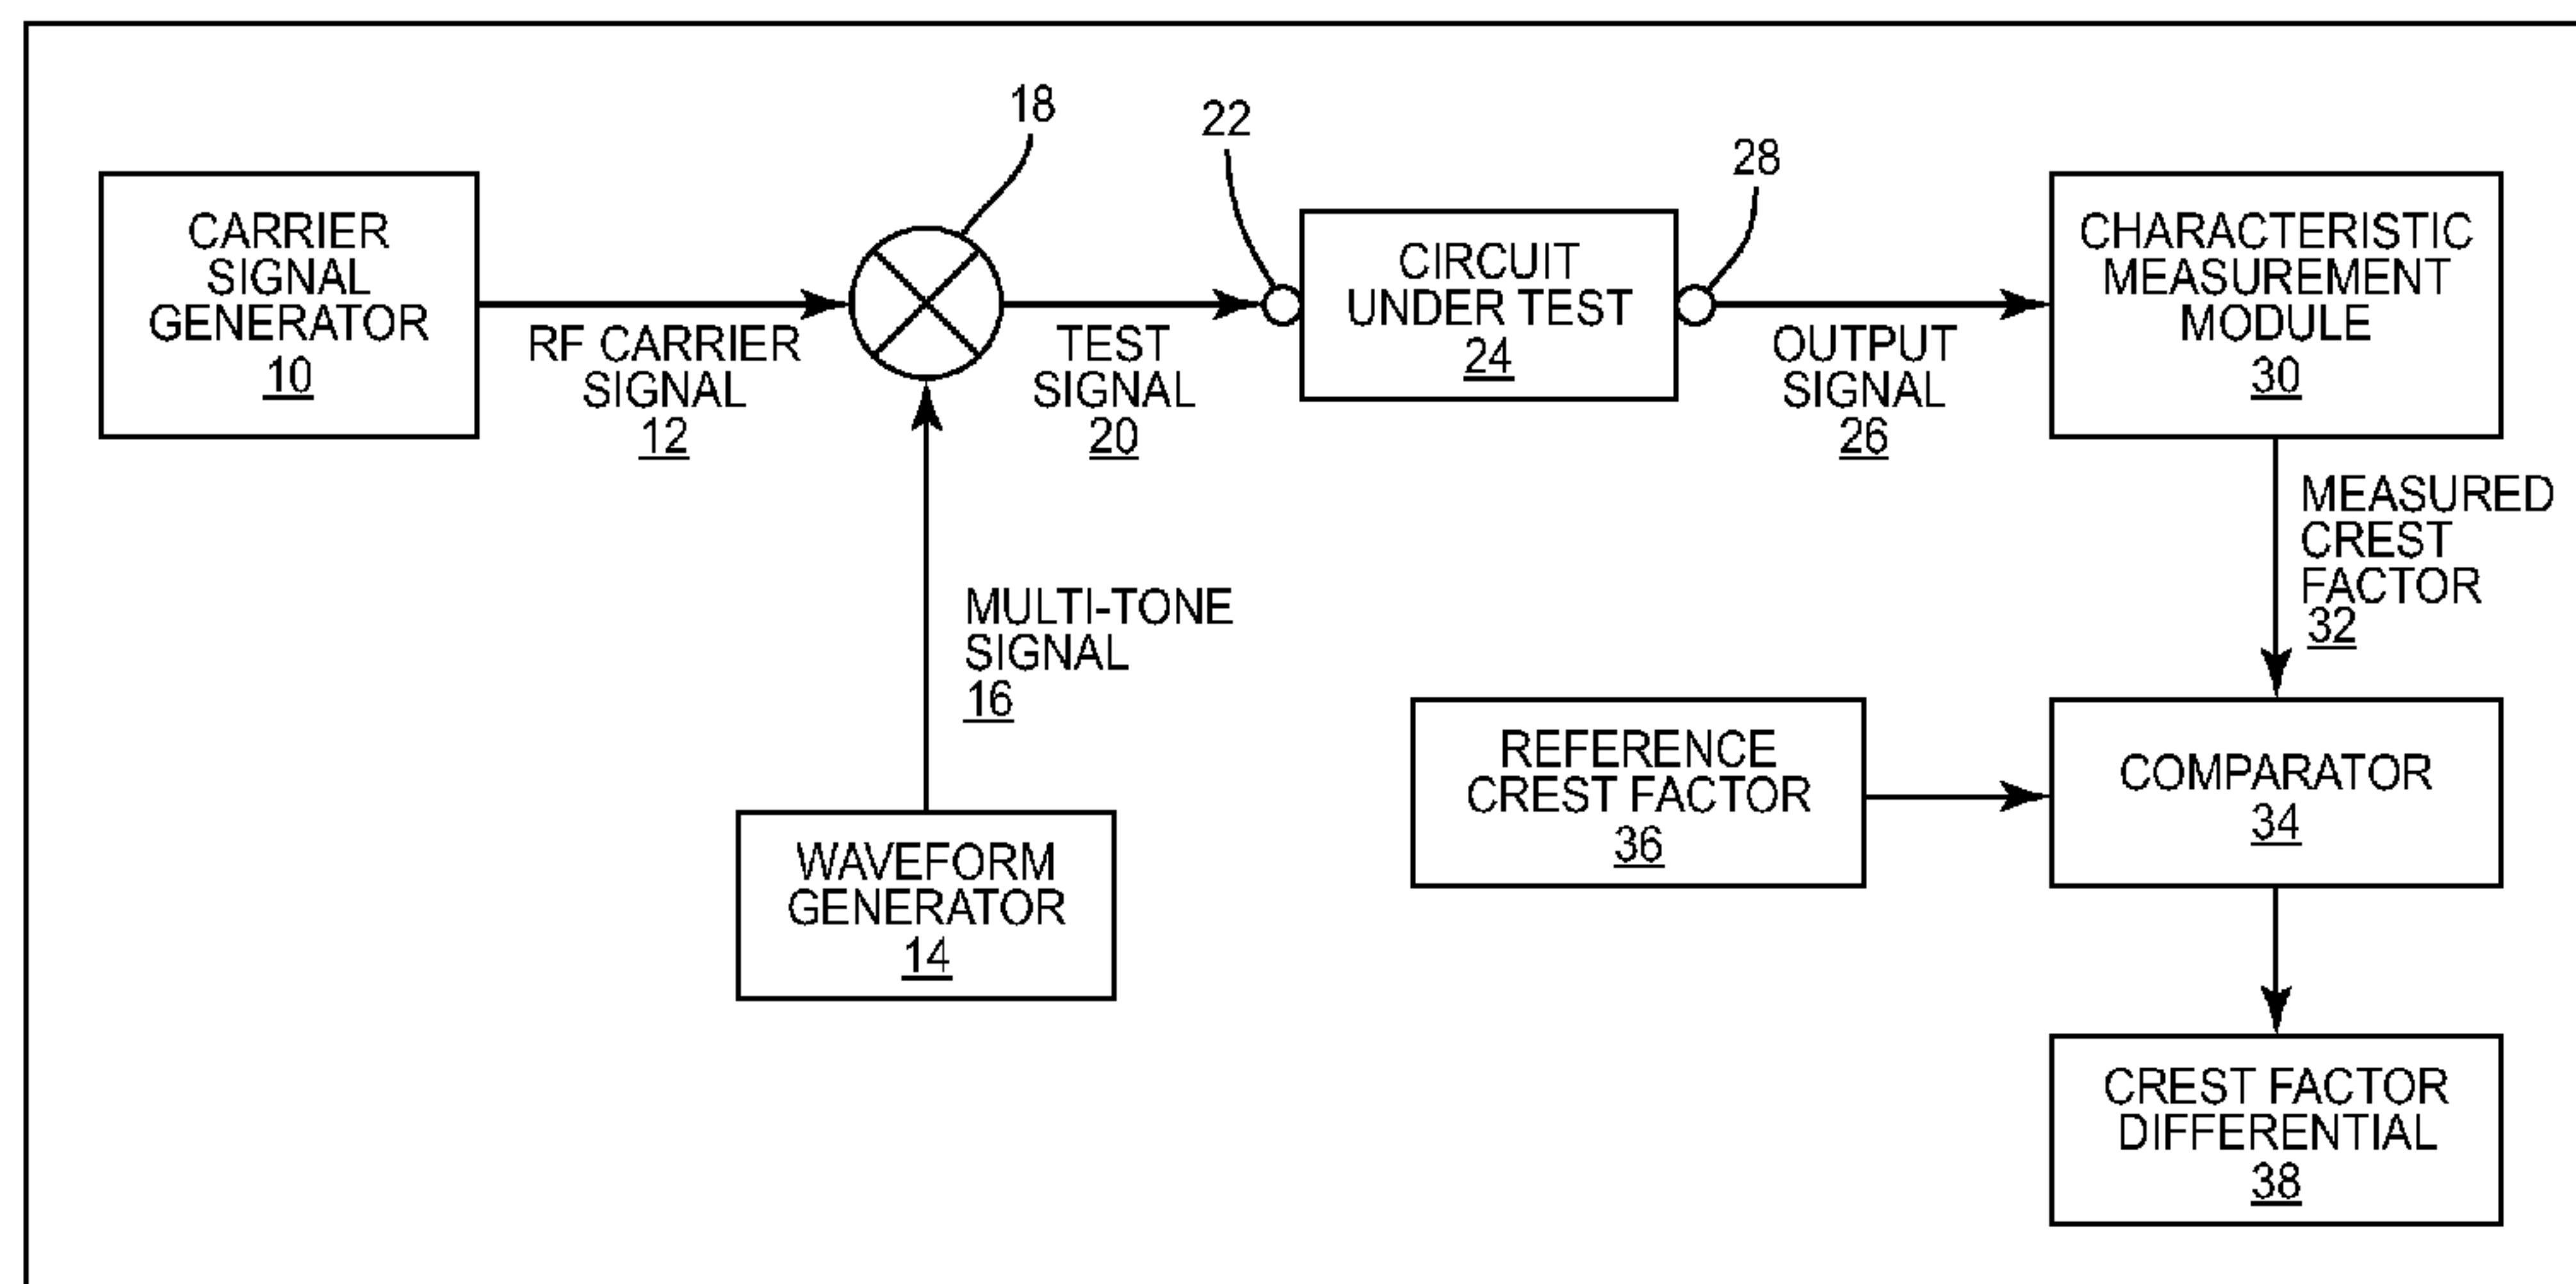 18
22
28
CARRIER
SIGNAL
GENERATOR
10
RF CARRIER
SIGNAL
12
TEST
SIGNAL
20
CIRCUIT
UNDER TEST
24
OUTPUT
SIGNAL
26
CHARACTERISTIC
MEASUREMENT
MODULE
30
MULTI-TONE
SIGNAL
16
MEASURED
CREST
FACTOR
32
WAVEFORM
GENERATOR
14
REFERENCE
CREST FACTOR
36
COMPARATOR
34
CREST FACTOR
DIFFERENTIAL
38